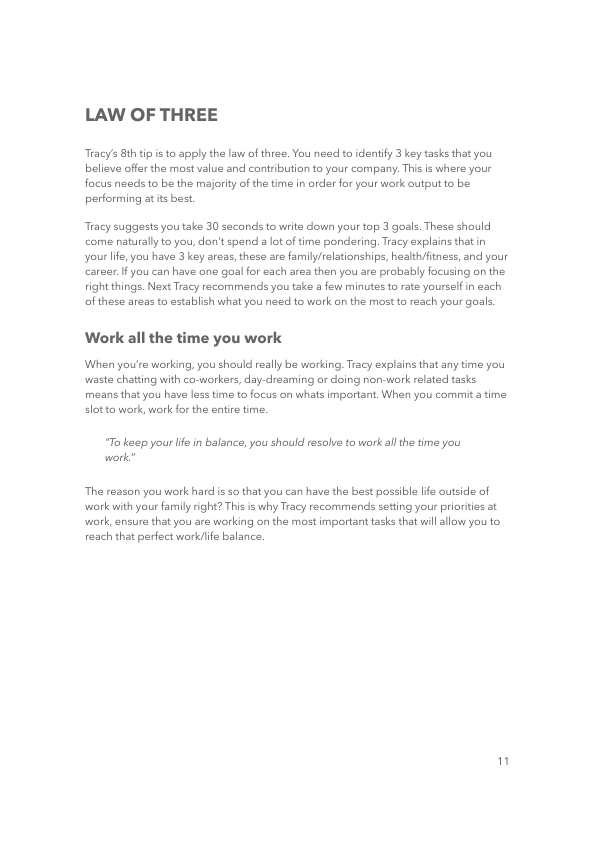 LAW OF THREE
Tracy’s 8th tip is to apply the law of three. You need to identify 3 key tasks that you
believe offer the most value and contribution to your company. This is where your
focus needs to be the majority of the time in order for your work output to be
performing at its best.
Tracy suggests you take 30 seconds to write down your top 3 goals. These should
come naturally to you, don’t spend a lot of time pondering. Tracy explains that in
your life, you have 3 key areas, these are family/relationships, health/fitness, and your
career. If you can have one goal for each area then you are probably focusing on the
right things. Next Tracy recommends you take a few minutes to rate yourself in each
of these areas to establish what you need to work on the most to reach your goals.
Work all the time you work
When you’re working, you should really be working. Tracy explains that any time you
waste chatting with co-workers, day-dreaming or doing non-work related tasks
means that you have less time to focus on whats important. When you commit a time
slot to work, work for the entire time.
“To keep your life in balance, you should resolve to work all the time you
work.”
The reason you work hard is so that you can have the best possible life outside of
work with your family right? This is why Tracy recommends setting your priorities at
work, ensure that you are working on the most important tasks that will allow you to
reach that perfect work/life balance.
11